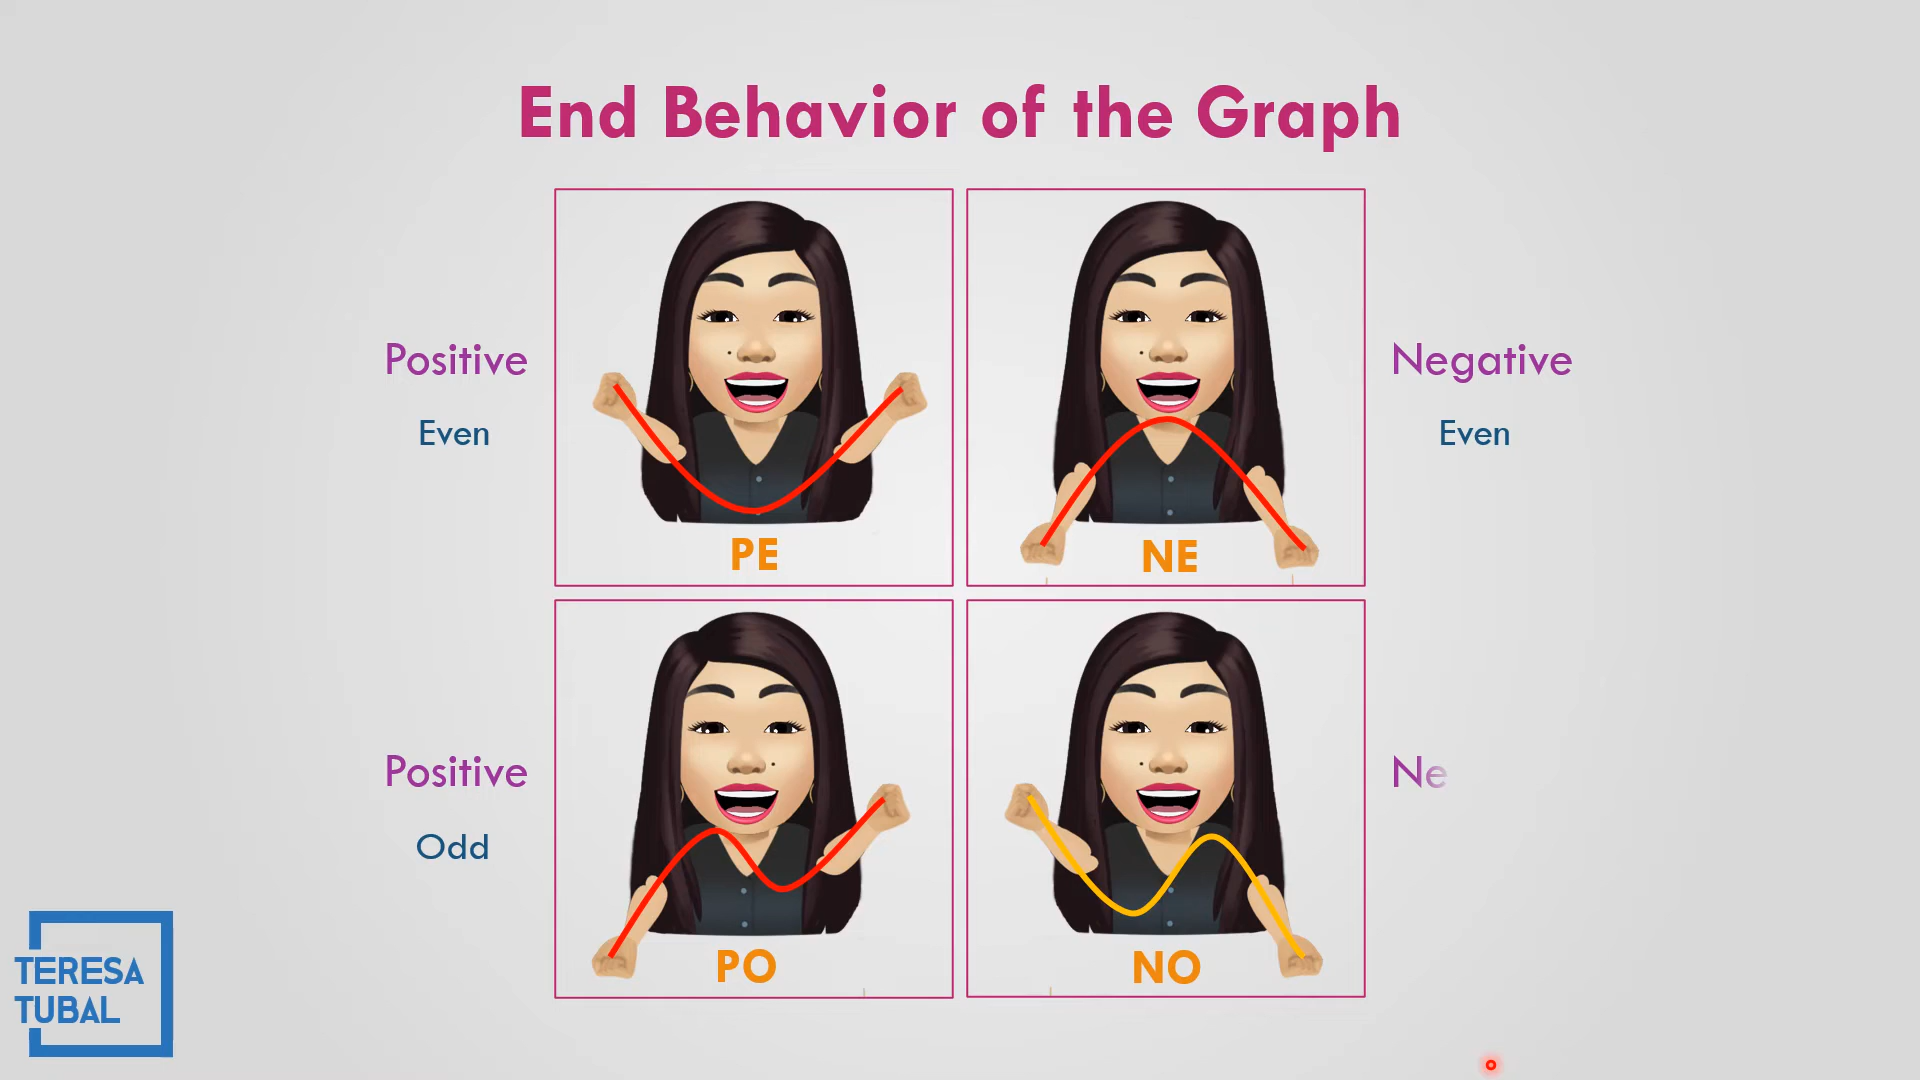 End Behavior of the Graph
Positive
Even
PE
NE
Negative
Even
Positive
Odd
PO
NO
Ne
TERESA
TUBAL